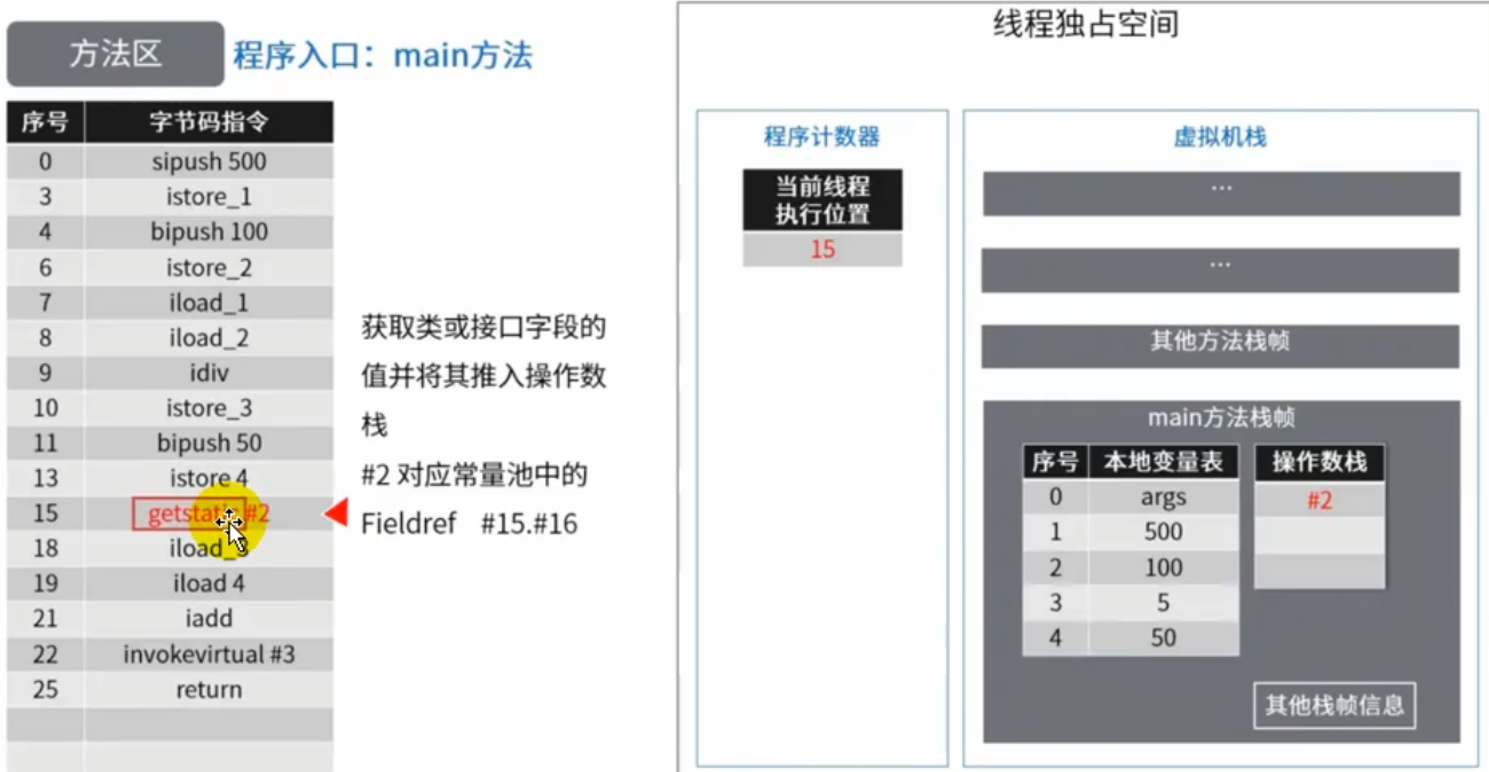 方法区 程序入口：main方法
序号 字节码指令
0 sipush 500
3 istore_1
4 bipush 100
6 istore_2
7 iload_1
8 iload_2
9 idiv
10 istore_3
11 bipush 50
13 istore 4
15 getstatic #2
18 iload_3
19 iload 4
21 iadd
22 invokevirtual #3
25 return
获取类或接口字段的
值并将其推入操作数
栈
#2 对应常量池中的
Fieldref #15.#16
线程独占空间
程序计数器
当前线程
执行位置
15
虚拟机栈
...
...
其他方法栈帧
main方法栈帧
序号 本地变量表
0 args
1 500
2 100
3 5
4 50
操作数栈
#2
其他栈帧信息